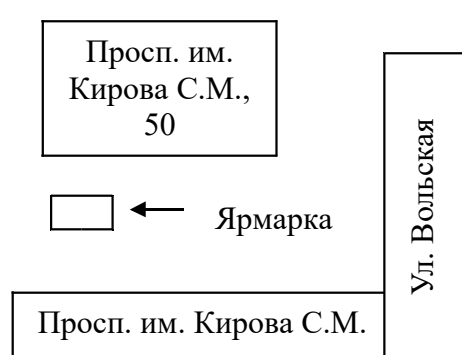 Просп. им.
Кирова С.М.,
50
Ярмарка
Ул. Вольская
Просп. им. Кирова С.М.